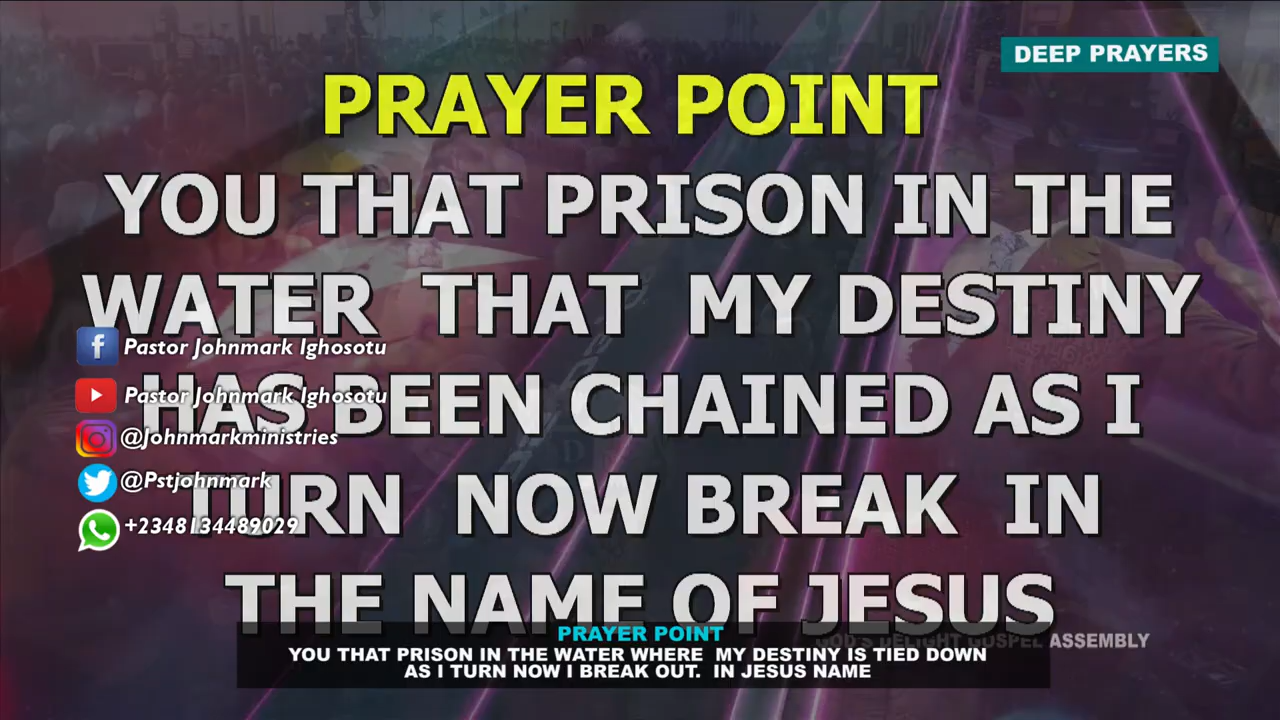 DEEP PRAYERS
PRAYER POINT
YOU THAT PRISON IN THE
WATER THAT MY DESTINY
HAS BEEN CHAINED AS I
TURN NOW BREAK IN
THE NAME OF JESUS
Pastor Johnmark Ighosotu
Pastor Johnmark Ighosotu
@Johnmarkministries
@Pstjohnmark
+2348134489029
GOD'S DELIGHT GOSPEL ASSEMBLY
PRAYER POINT
YOU THAT PRISON IN THE WATER WHERE MY DESTINY IS TIED DOWN
AS I TURN NOW I BREAK OUT. IN JESUS NAME